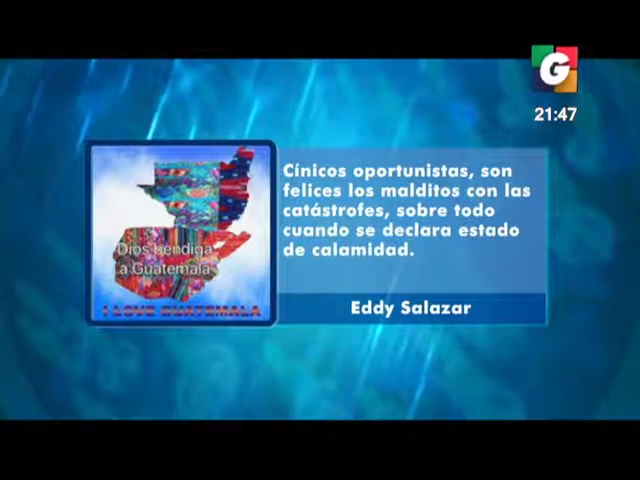 G
21:47
Cínicos oportunistas, son
felices los malditos con las
catástrofes, sobre todo
cuando se declara estado
de calamidad.
Dios bendiga
a Guatemala
I LOVE GUATEMALA
Eddy Salazar